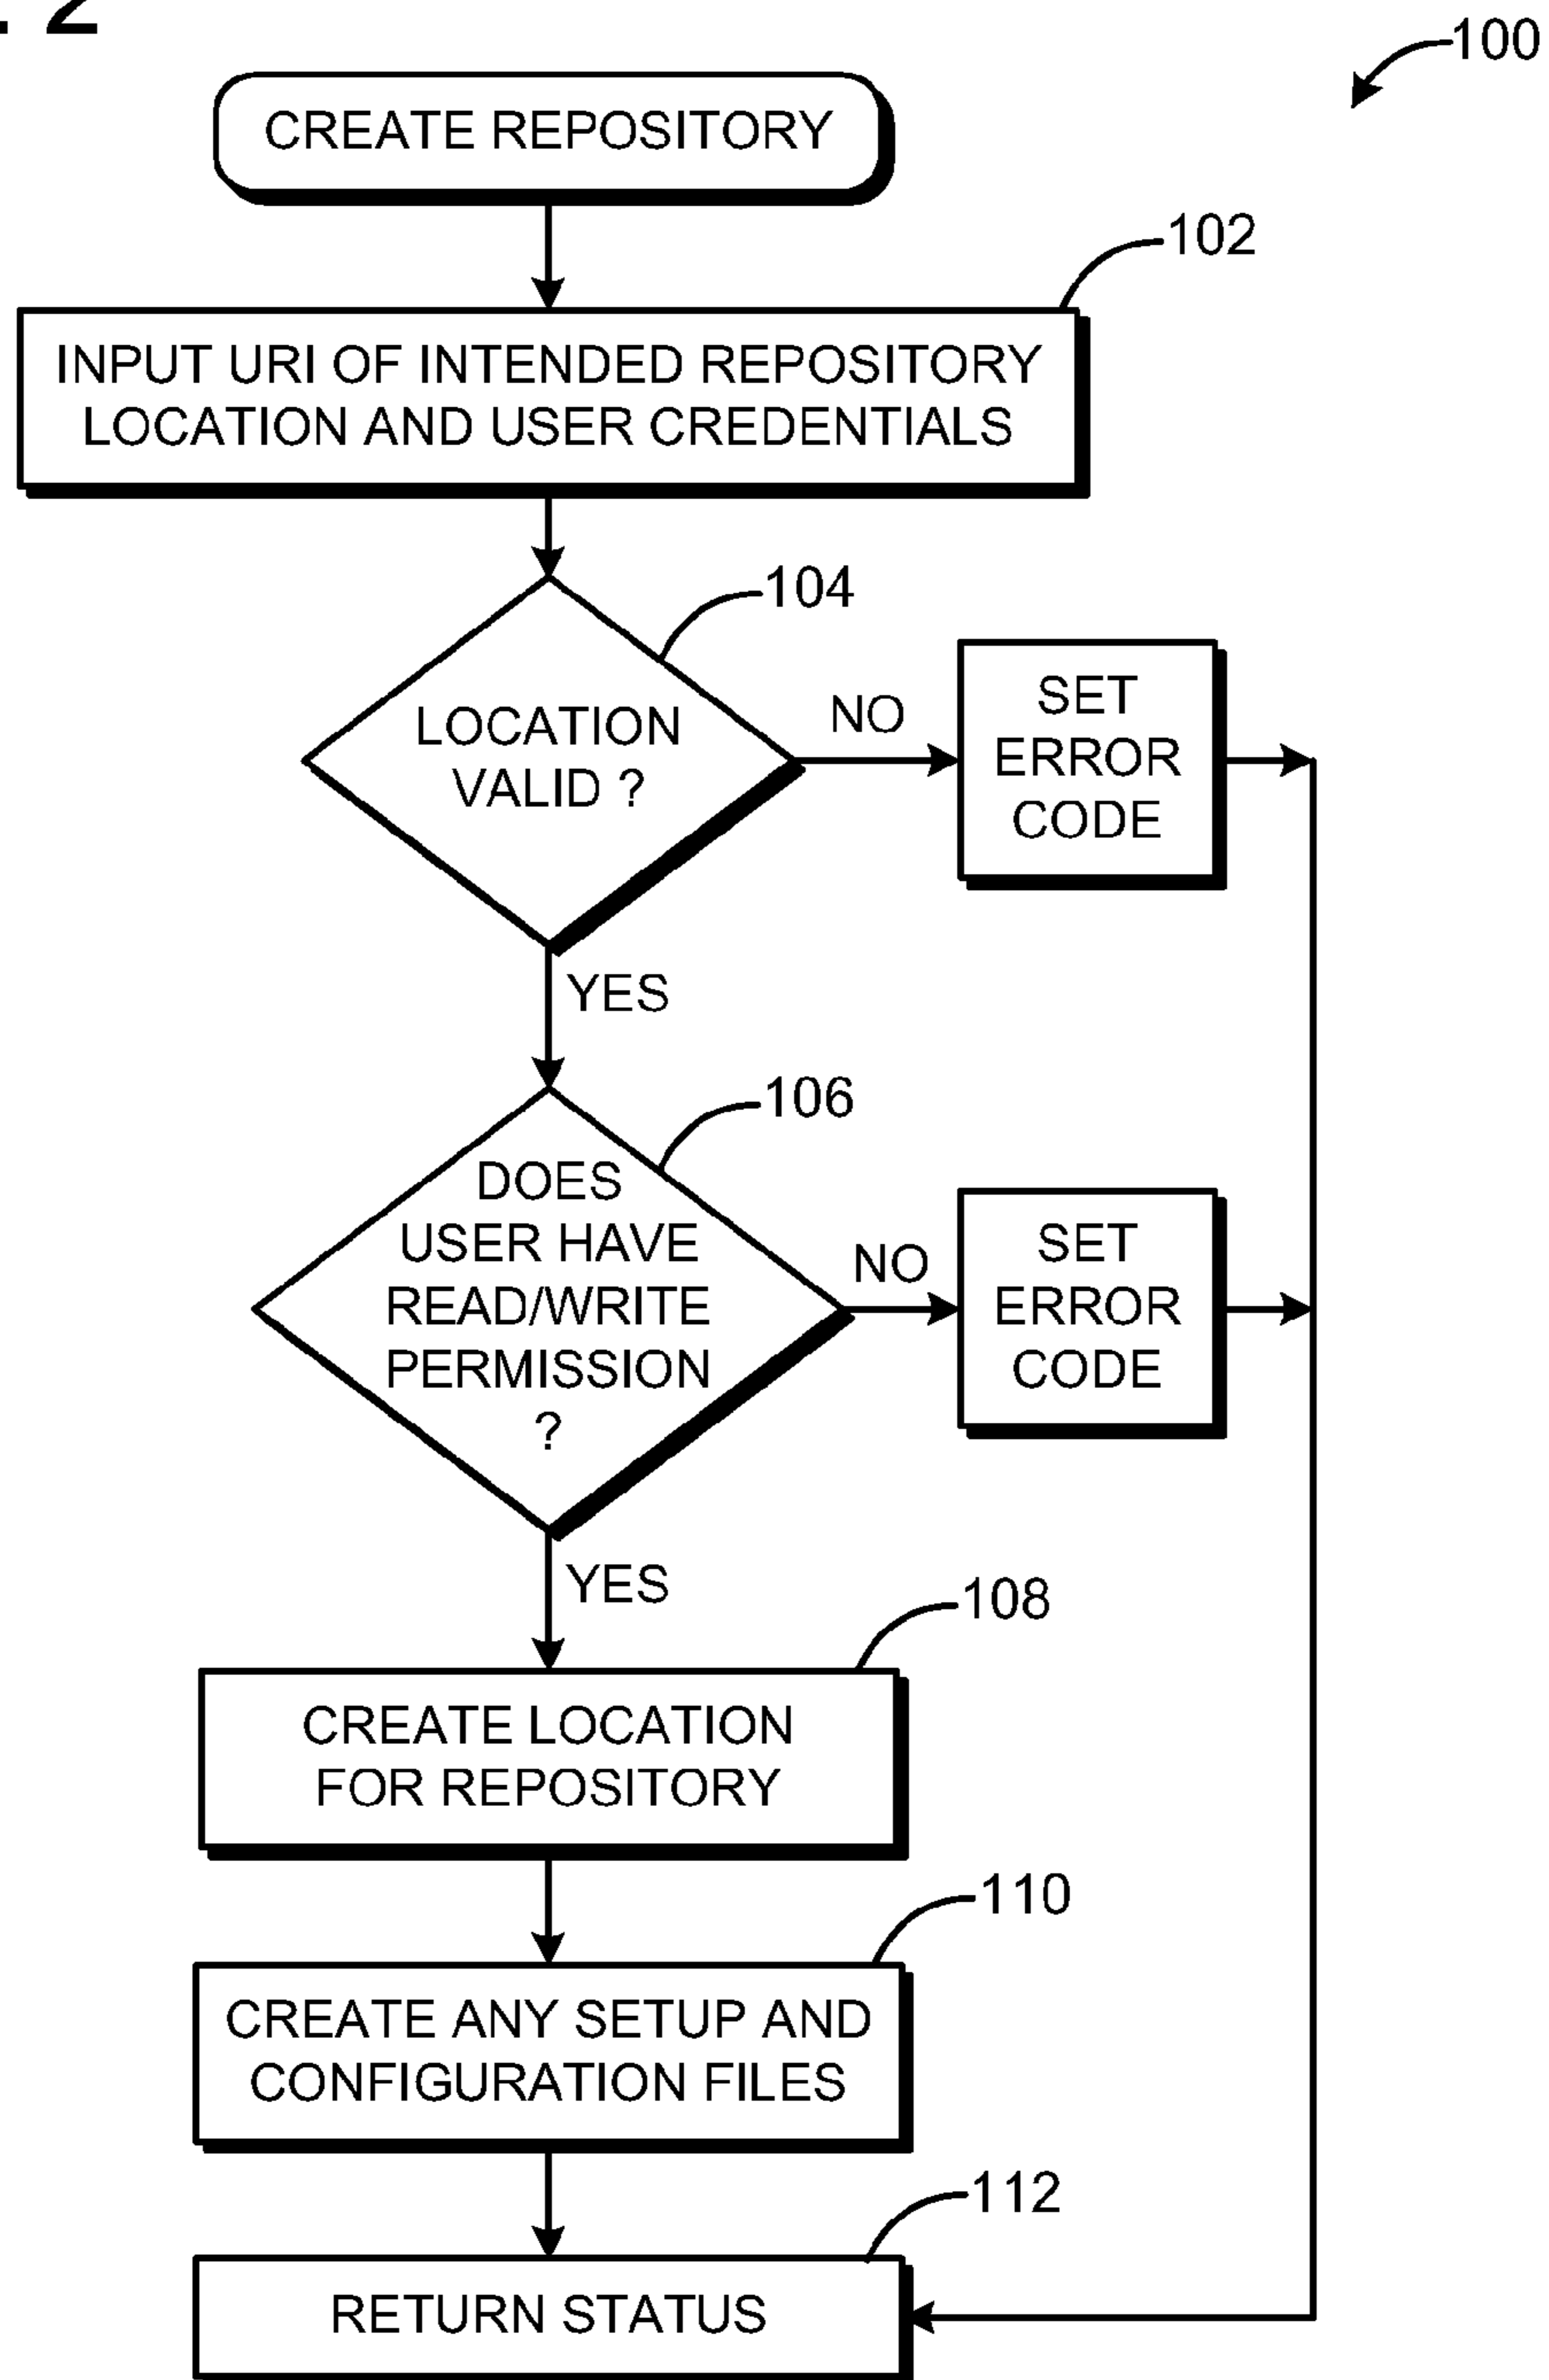 . 2
100
CREATE REPOSITORY
102
INPUT URI OF INTENDED REPOSITORY
LOCATION AND USER CREDENTIALS
104
LOCATION
VALID ?
NO
SET
ERROR
CODE
YES
106
DOES
USER HAVE
READ/WRITE
PERMISSION
?
NO
SET
ERROR
CODE
YES
108
CREATE LOCATION
FOR REPOSITORY
110
CREATE ANY SETUP AND
CONFIGURATION FILES
112
RETURN STATUS